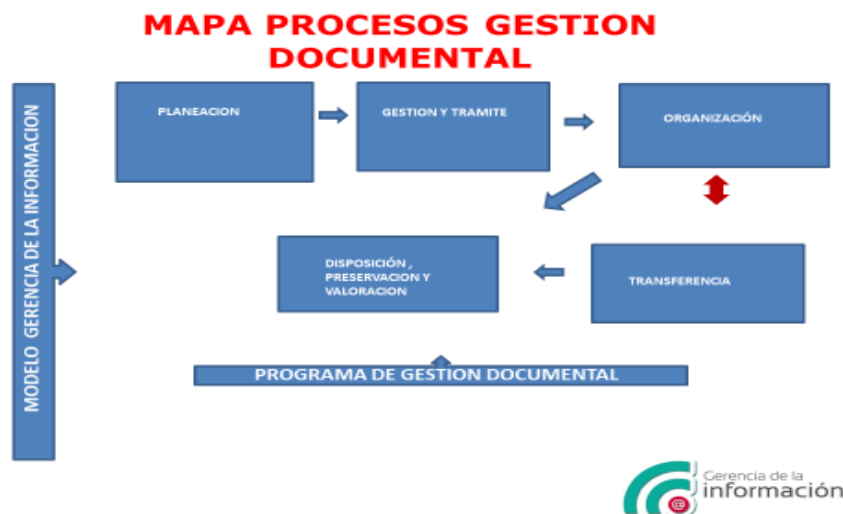 MAPA PROCESOS GESTION
DOCUMENTAL
MODELO GERENCIA DE LA INFORMACION
PLANEACION
GESTION Y TRAMITE
ORGANIZACIÓN
DISPOSICIÓN ,
PRESERVACION Y
VALORACION
TRANSFERENCIA
PROGRAMA DE GESTION DOCUMENTAL
Gerencia de la
información
@